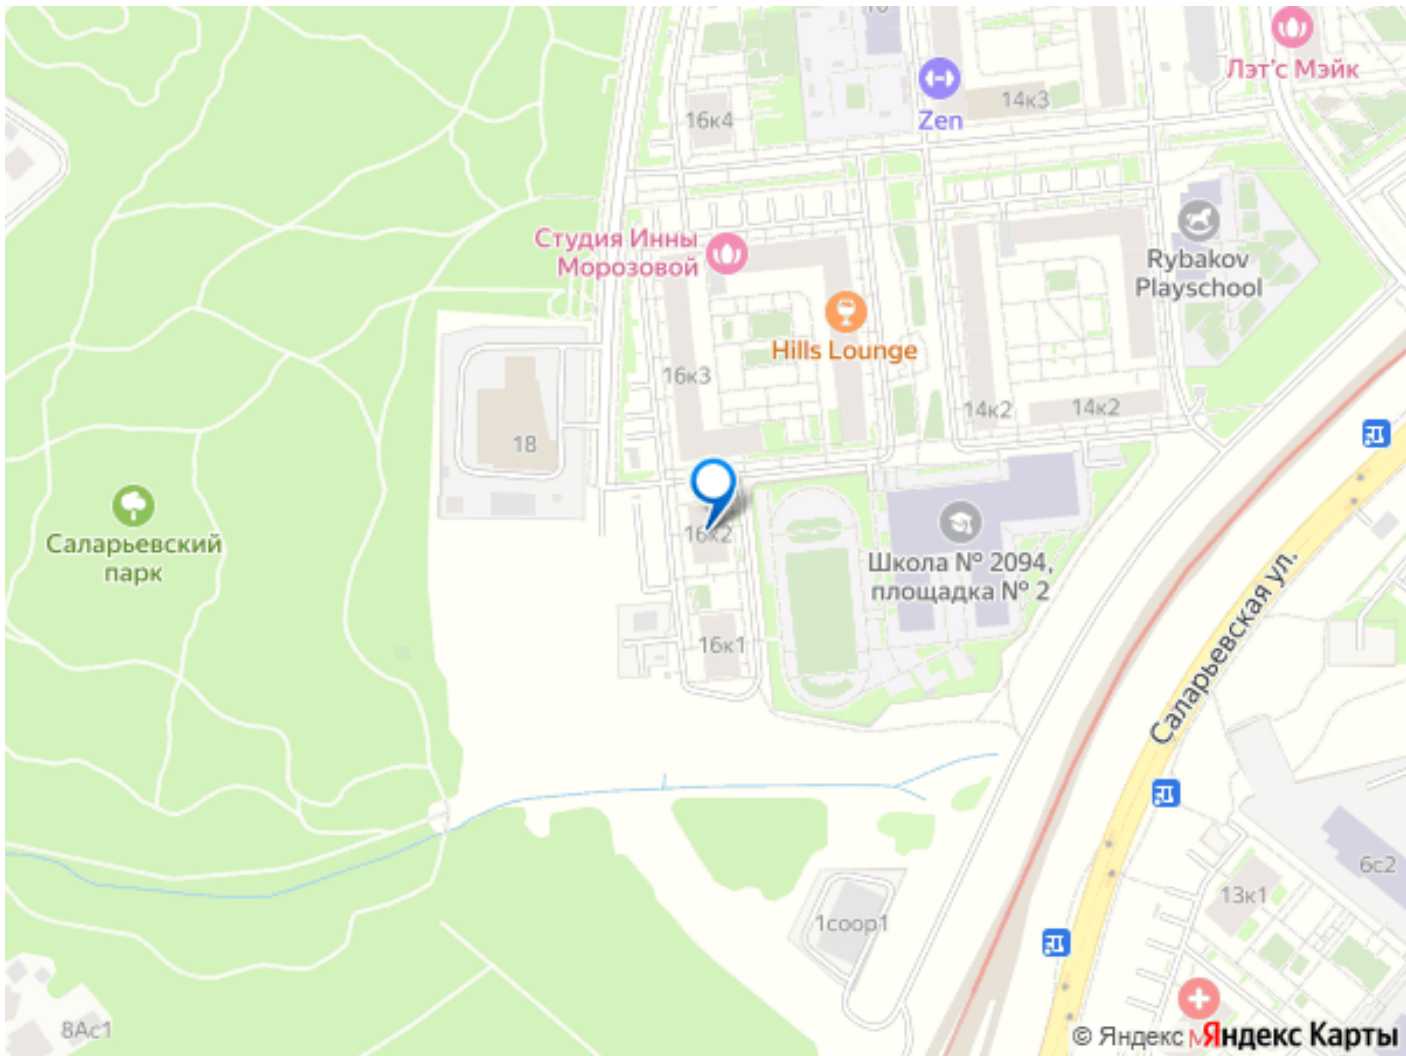 Лэт'с Мэйк
14к3
16к4
Zen
Студия Инны
Морозовой
Rybakov
Playschool
Hills Lounge
16к3
14к2
14к2
18
16к2
Саларьевский
парк
Школа № 2094,
площадка № 2
Саларьевская ул.
16к1
6с2
13к1
1соор1
8Ас1
© Яндекс
Яндекс Карты